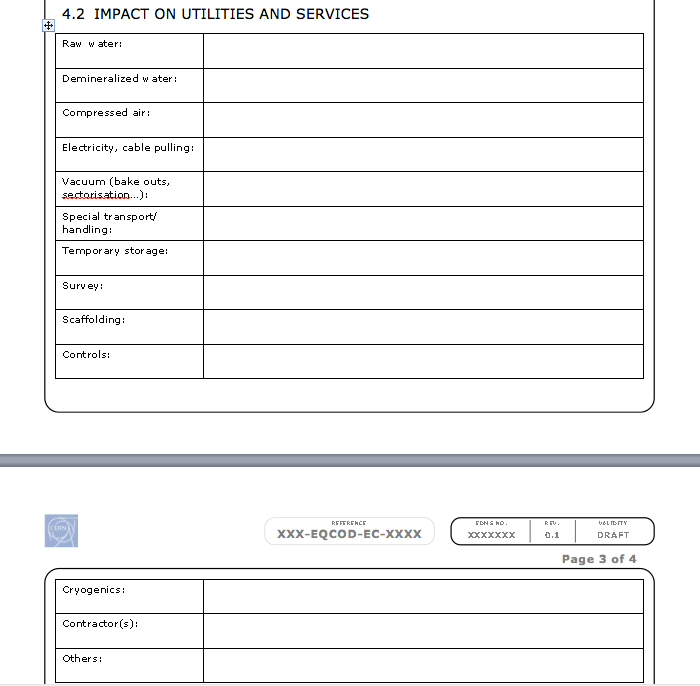 4.2 IMPACT ON UTILITIES AND SERVICES
Raw water:
Demineralized water:
Compressed air:
Electricity, cable pulling:
Vacuum (bake outs,
sectorisation...):
Special transport/
handling:
Temporary storage:
Survey:
Scaffolding:
Controls:
CERN
REFERENCE
XXX-EQCOD-EC-XXXX
EDMS NO.
REV.
VALIDITY
XXXXXXX
0.1
DRAFT
Page 3 of 4
Cryogenics:
Contractor(s):
Others: